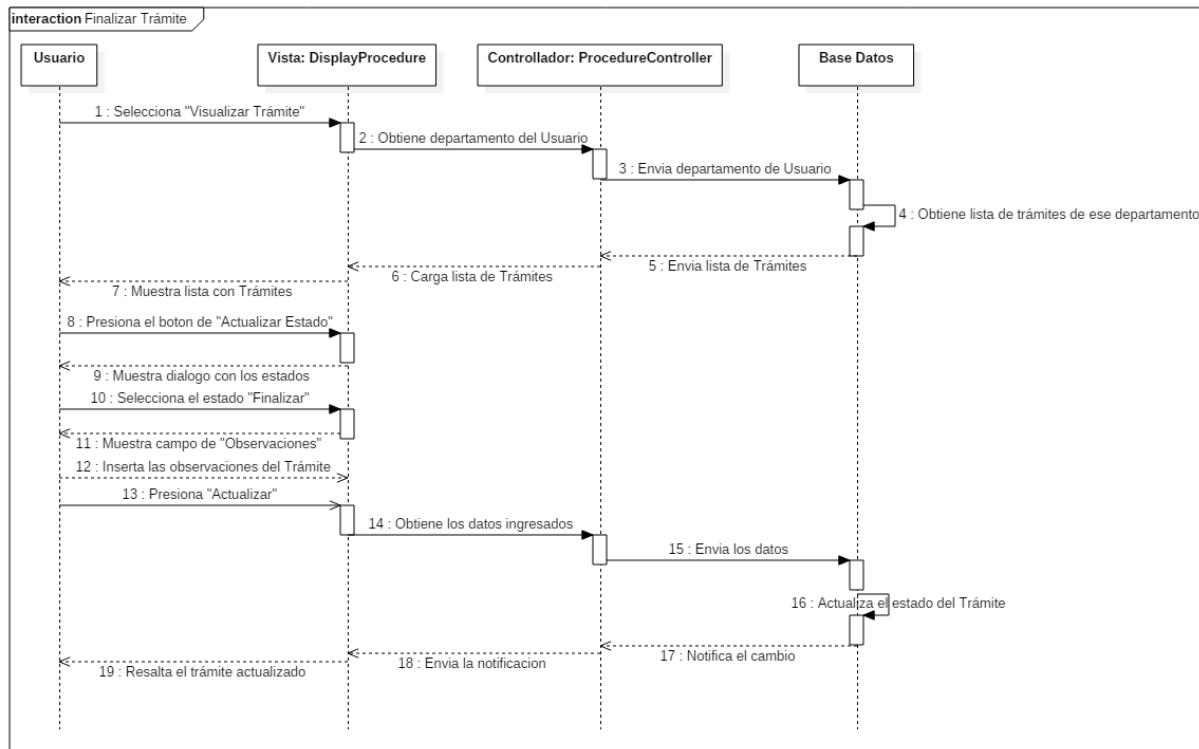 interaction Finalizar Trámite
Usuario
Vista: DisplayProcedure
Controllador: ProcedureController
Base Datos
1 : Selecciona "Visualizar Trámite"
2 : Obtiene departamento del Usuario
3 : Envia departamento de Usuario
4 : Obtiene lista de trámites de ese departamento
5 : Envia lista de Trámites
6 : Carga lista de Trámites
7 : Muestra lista con Trámites
8 : Presiona el boton de "Actualizar Estado"
9 : Muestra dialogo con los estados
10 : Selecciona el estado "Finalizar"
11 : Muestra campo de "Observaciones"
12 : Inserta las observaciones del Trámite
13 : Presiona "Actualizar"
14 : Obtiene los datos ingresados
15 : Envia los datos
16 : Actualiza el estado del Trámite
17 : Notifica el cambio
18 : Envia la notificacion
19 : Resalta el trámite actualizado